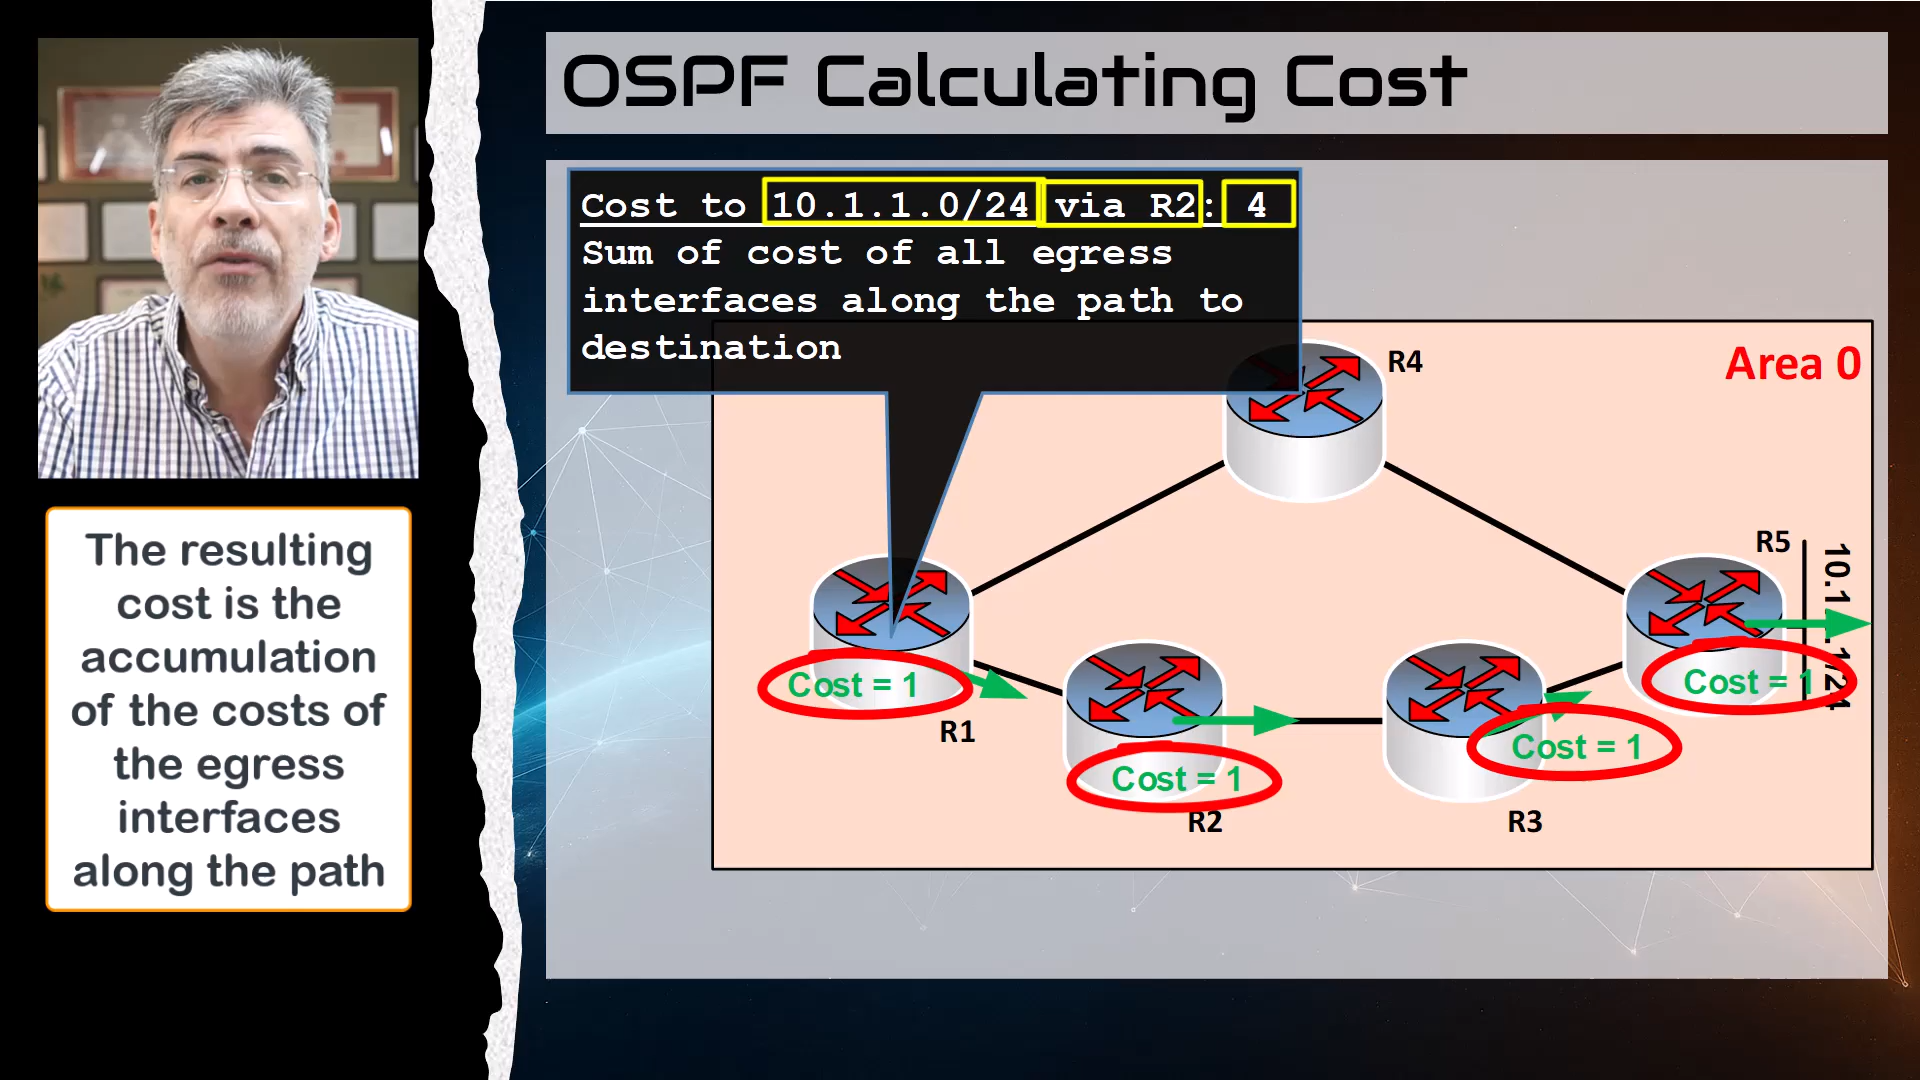 OSPF Calculating Cost
Cost to 10.1.1.0/24 via R2: 4
Sum of cost of all egress
interfaces along the path to
destination
R4
Area 0
R5
Cost = 1
R1
Cost = 1
R2
Cost = 1
R3
Cost = 1
The resulting
cost is the
accumulation
of the costs of
the egress
interfaces
along the path